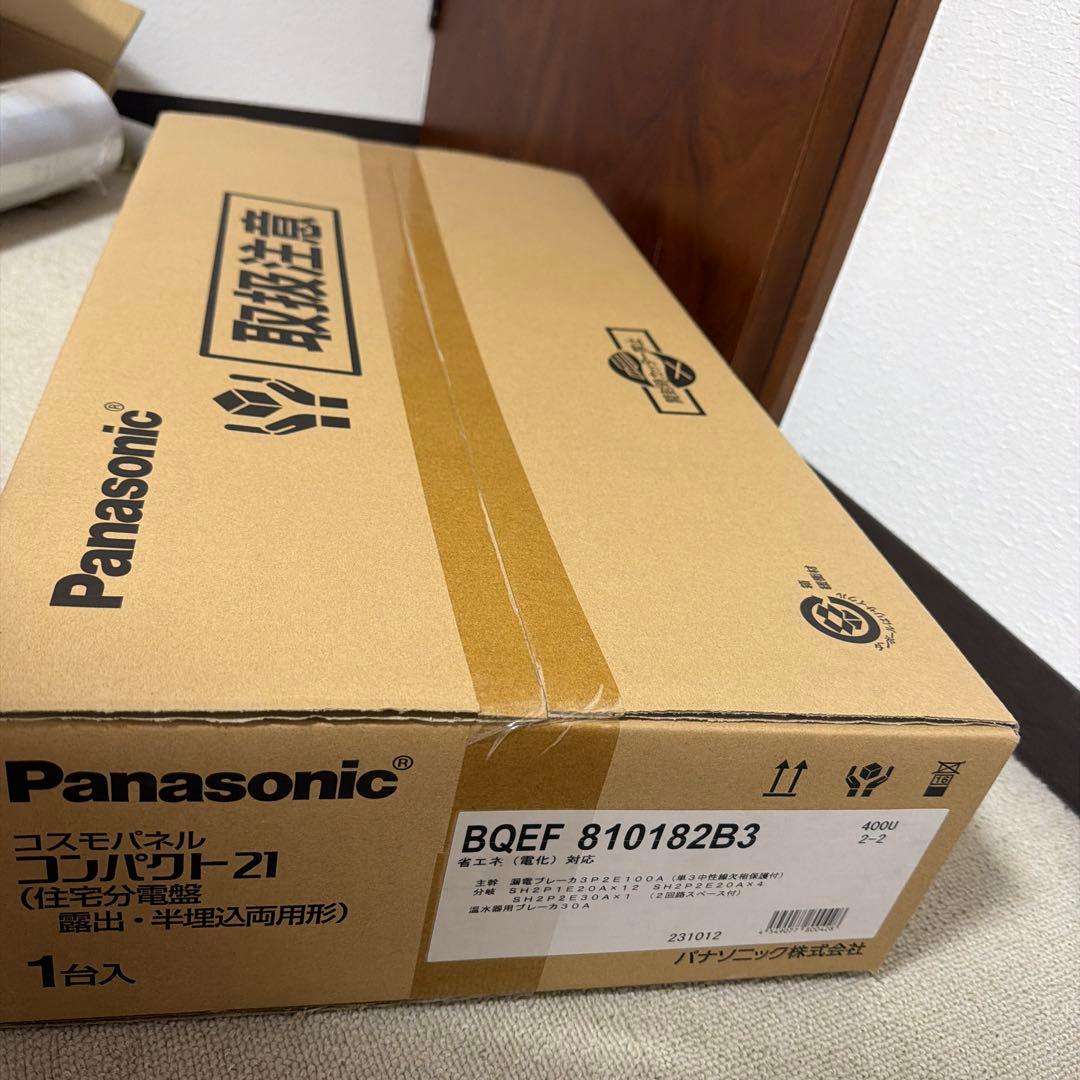 取扱注意
Panasonic®
Panasonic®
コスモパネル
コンパクト21
(住宅分電盤
露出・半埋込両用形)
1台入
BQEF 810182B3
400U
2-2
省エネ（電化）対応
主幹 漏電ブレーカ3P2E100A（単3中性線欠相保護付）
分岐 SH2P1E20A×12 SH2P2E20A×4
SH2P2E30A×1 （2回路スペース付）
温水器用ブレーカ30A
231012
パナソニック株式会社